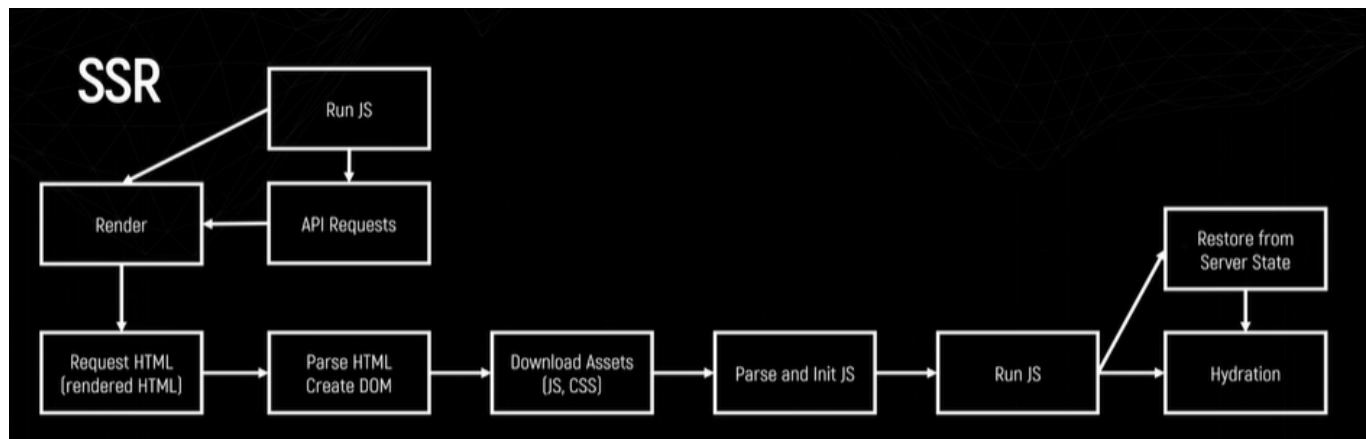 SSR
Run JS
Render
API Requests
Restore from
Server State
Request HTML
(rendered HTML)
Parse HTML
Create DOM
Download Assets
(JS, CSS)
Parse and Init JS
Run JS
Hydration